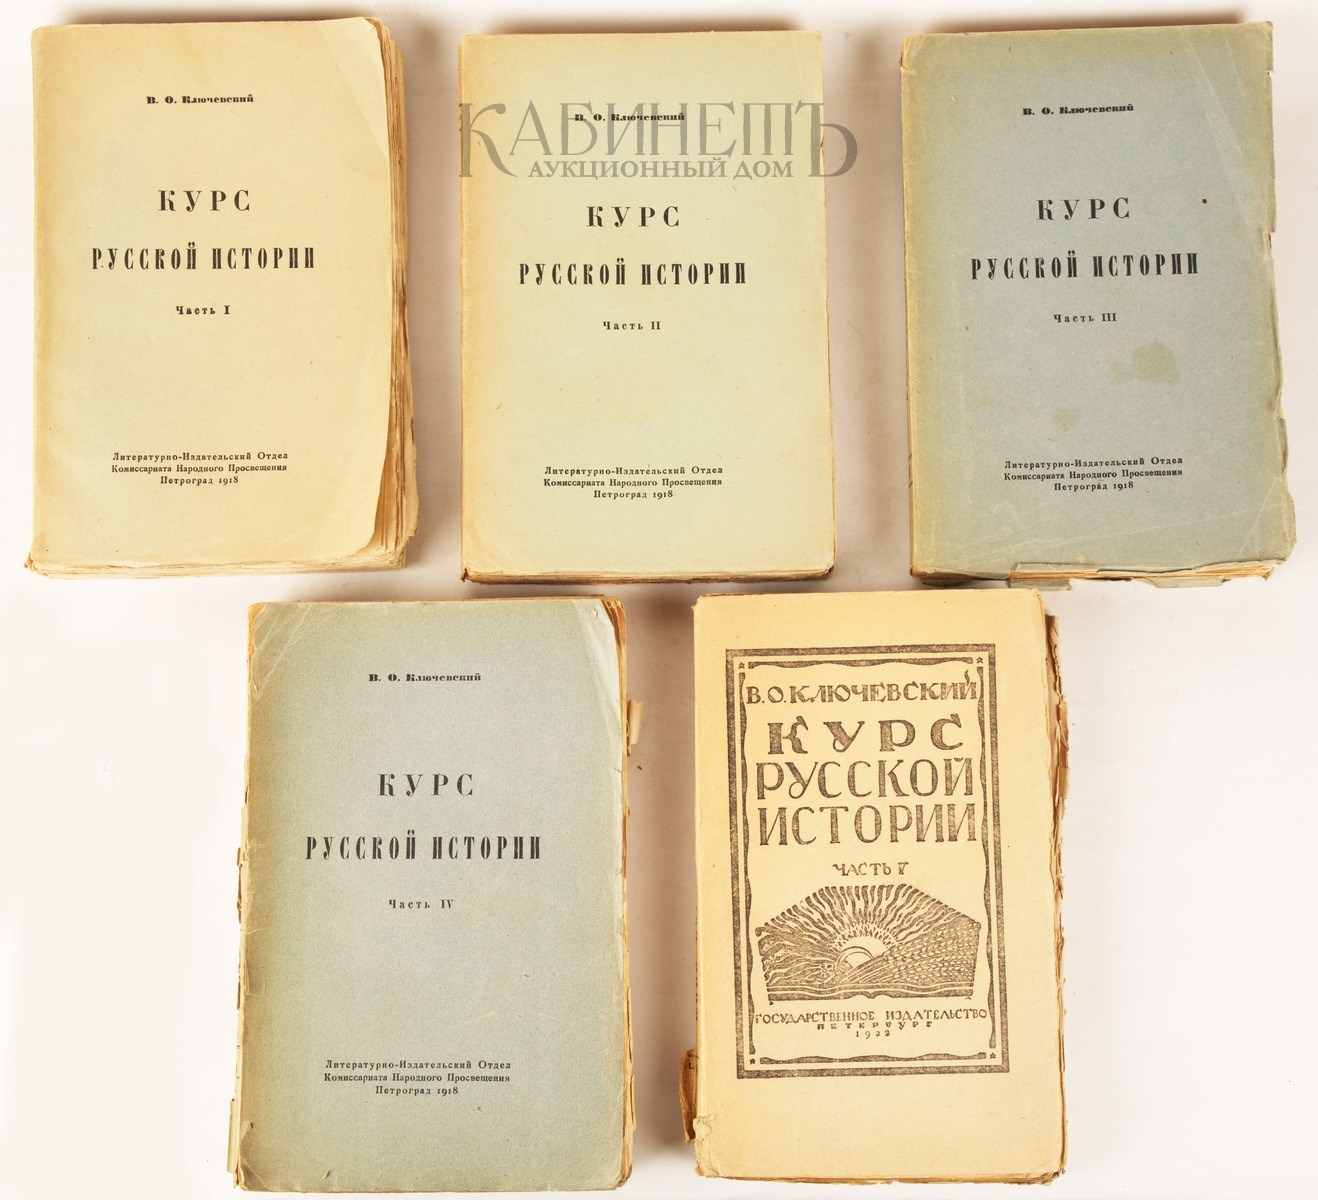 В. О. Ключевский
КУРС
РУССКОЙ ИСТОРИИ
Часть I
Литературно-Издательский Отдел
Комиссариата Народного Просвещения
Петроград 1918
КАБИНЕТЪ
АУКЦИОННЫЙ ДОМ
В. О. Ключевский
КУРС
РУССКОЙ ИСТОРИИ
Часть II
Литературно-Издательский Отдел
Комиссариата Народного Просвещения
Петроград 1918
В. О. Ключевский
КУРС
РУССКОЙ ИСТОРИИ
Часть III
Литературно-Издательский Отдел
Комиссариата Народного Просвещения
Петроград 1918
В. О. Ключевский
КУРС
РУССКОЙ ИСТОРИИ
Часть IV
Литературно-Издательский Отдел
Комиссариата Народного Просвещения
Петроград 1918
В. О. КЛЮЧЕВСКИЙ
КУРС
РУССКОЙ
ИСТОРИИ
ЧАСТЬ V
ГОСУДАРСТВЕННОЕ ИЗДАТЕЛЬСТВО
ПЕТЕРБУРГ
1922